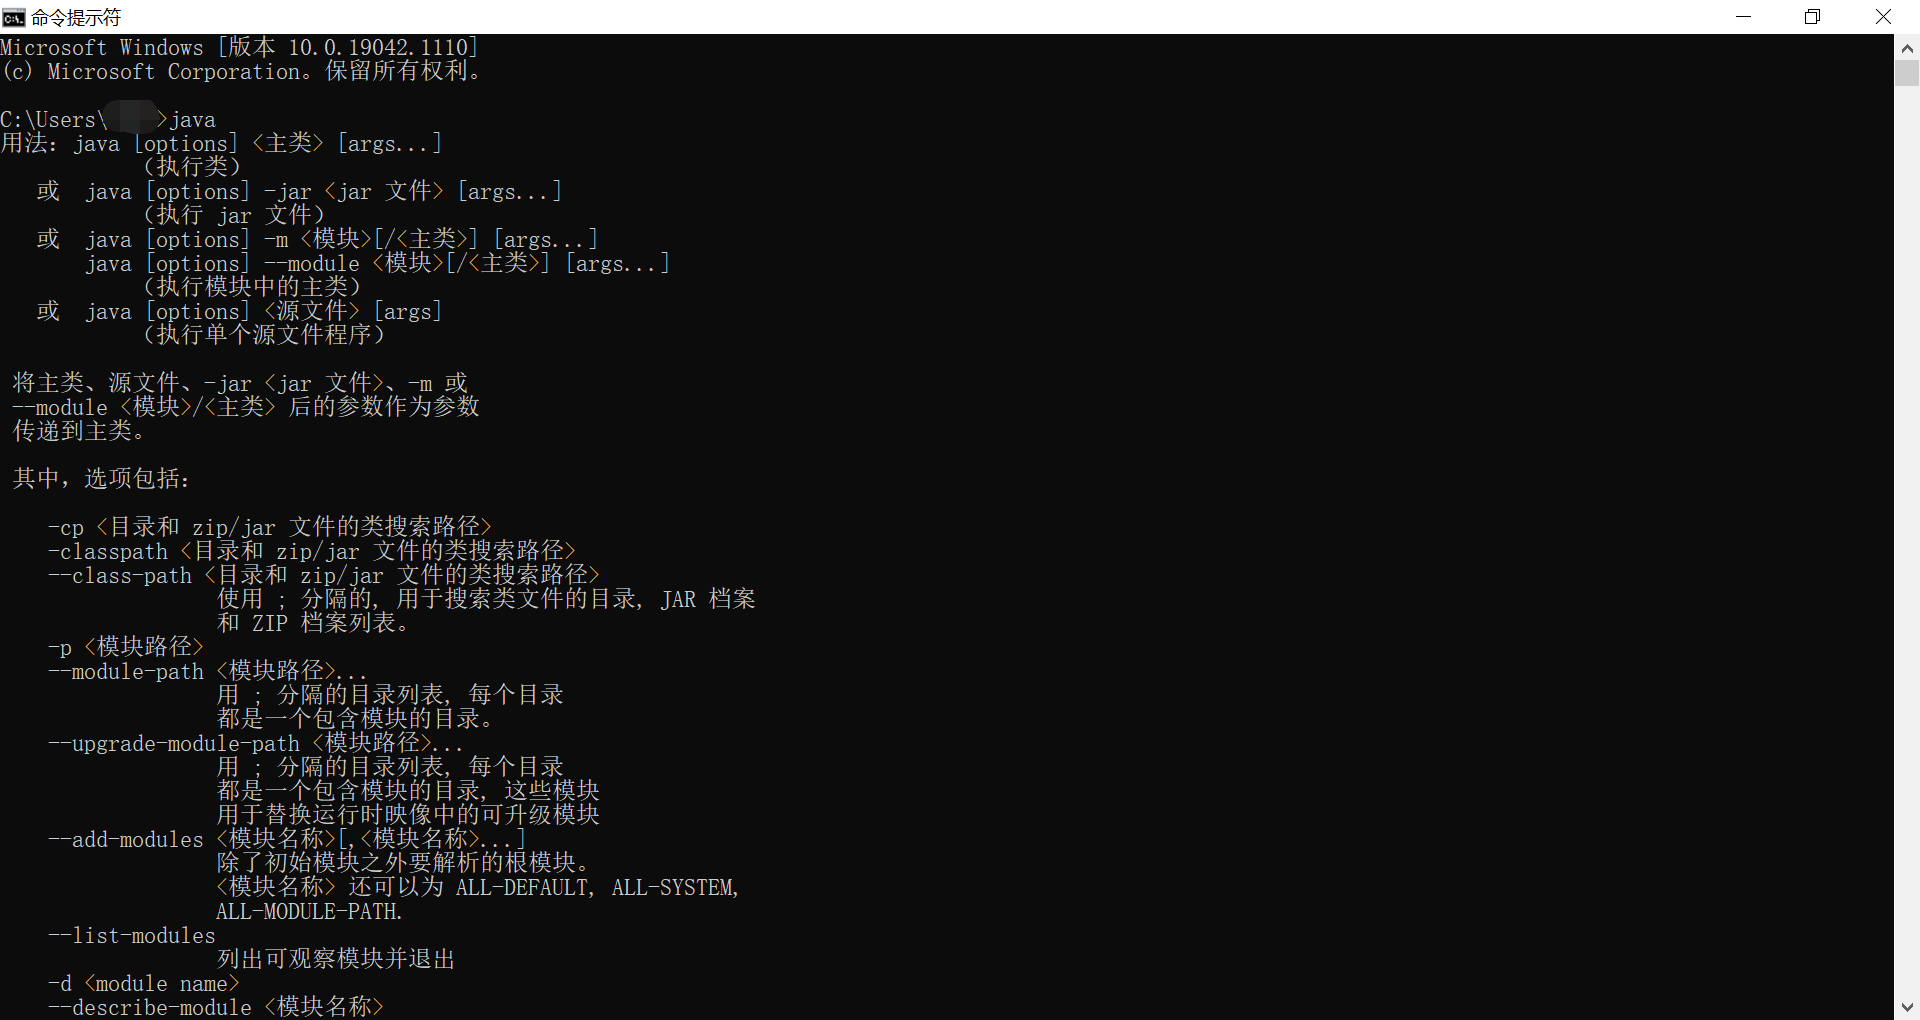 命令提示符
Microsoft Windows [版本 10.0.19042.1110]
(c) Microsoft Corporation。保留所有权利。
C:\Users\ >java
用法：java [options] <主类> [args...]
（执行类）
或 java [options] -jar <jar 文件> [args...]
（执行 jar 文件）
或 java [options] -m <模块>[/<主类>] [args...]
java [options] --module <模块>[/<主类>] [args...]
（执行模块中的主类）
或 java [options] <源文件> [args]
（执行单个源文件程序）
将主类、源文件、-jar <jar 文件>、-m 或
--module <模块>/<主类> 后的参数作为参数
传递到主类。
其中，选项包括：
-cp <目录和 zip/jar 文件的类搜索路径>
-classpath <目录和 zip/jar 文件的类搜索路径>
--class-path <目录和 zip/jar 文件的类搜索路径>
使用 ; 分隔的, 用于搜索类文件的目录, JAR 档案
和 ZIP 档案列表。
-p <模块路径>
--module-path <模块路径>...
用 ; 分隔的目录列表, 每个目录
都是一个包含模块的目录。
--upgrade-module-path <模块路径>...
用 ; 分隔的目录列表, 每个目录
都是一个包含模块的目录, 这些模块
用于替换运行时映像中的可升级模块
--add-modules <模块名称>[,<模块名称>...]
除了初始模块之外要解析的根模块。
<模块名称> 还可以为 ALL-DEFAULT, ALL-SYSTEM,
ALL-MODULE-PATH.
--list-modules
列出可观察模块并退出
-d <module name>
--describe-module <模块名称>